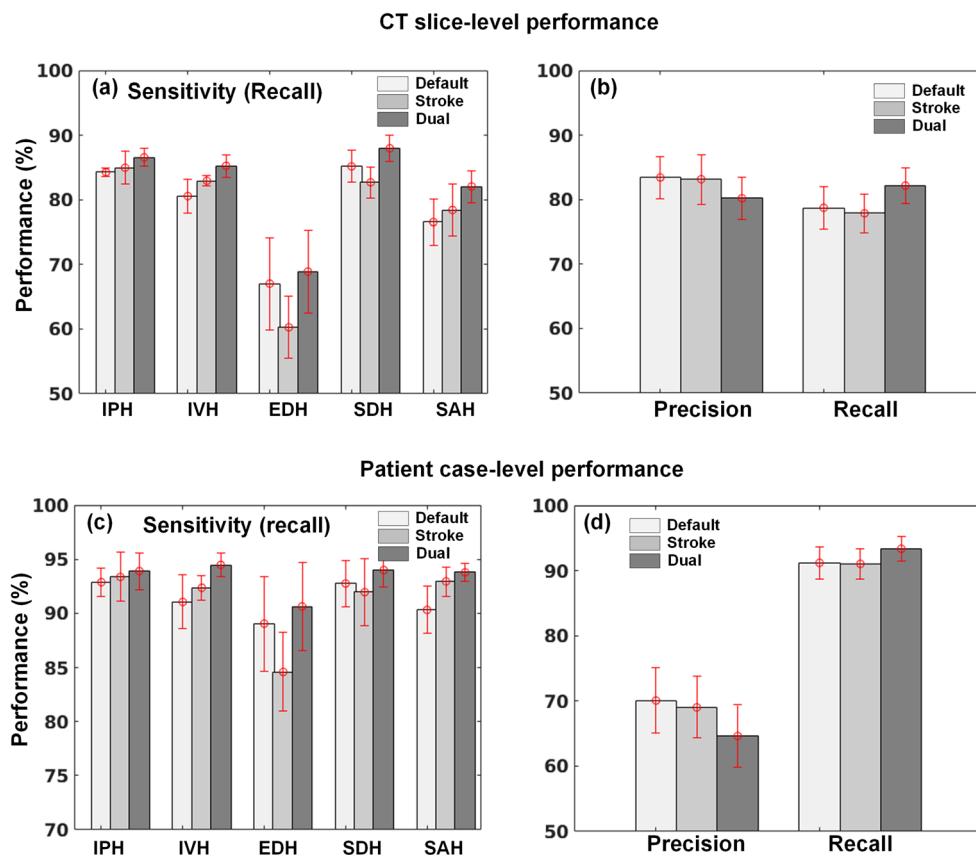 CT slice-level performance
(a) Sensitivity (Recall)
Default
Stroke
Dual
Performance (%)
100
90
80
70
60
50
IPH IVH EDH SDH SAH
(b)
Default
Stroke
Dual
100
90
80
70
60
50
Precision Recall
Patient case-level performance
(c) Sensitivity (recall)
Default
Stroke
Dual
Performance (%)
100
95
90
85
80
75
70
IPH IVH EDH SDH SAH
(d)
Default
Stroke
Dual
100
90
80
70
60
50
Precision Recall